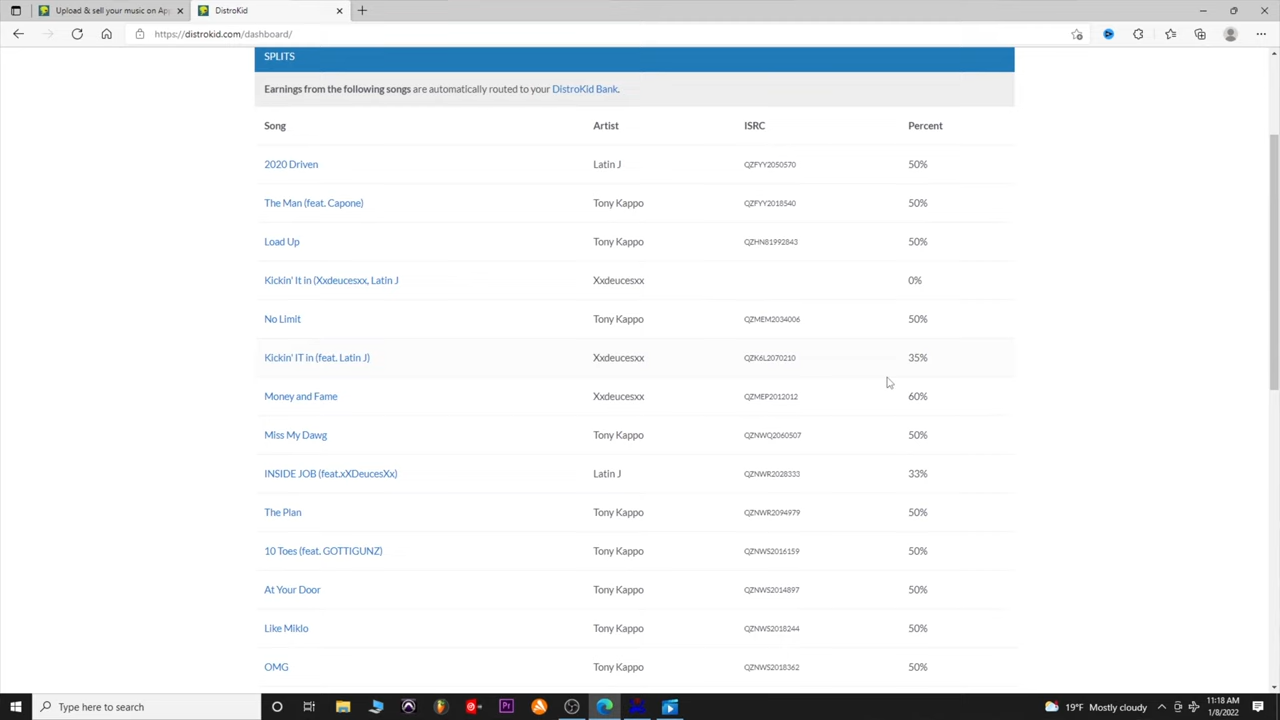 Upload & sell your music on App
DistroKid
https://distrokid.com/dashboard/
SPLITS
Earnings from the following songs are automatically routed to your DistroKid Bank.
Song Artist ISRC Percent
2020 Driven Latin J QZFYY2050570 50%
The Man (feat. Capone) Tony Kappo QZFYY2018540 50%
Load Up Tony Kappo QZHN81992843 50%
Kickin' It in (Xxdeucesxx, Latin J Xxdeucesxx 0%
No Limit Tony Kappo QZMEM2034006 50%
Kickin' IT in (feat. Latin J) Xxdeucesxx QZK6L2070210 35%
Money and Fame Xxdeucesxx QZMEP2012012 60%
Miss My Dawg Tony Kappo QZNWQ2060507 50%
INSIDE JOB (feat.xXDeucesXx) Latin J QZNWR2028333 33%
The Plan Tony Kappo QZNWR2094979 50%
10 Toes (feat. GOTTIGUNZ) Tony Kappo QZNWS2016159 50%
At Your Door Tony Kappo QZNWS2014897 50%
Like Miklo Tony Kappo QZNWS2018244 50%
OMG Tony Kappo QZNWS2018362 50%
Type here to search
19°F Mostly cloudy
11:18 AM
1/8/2022